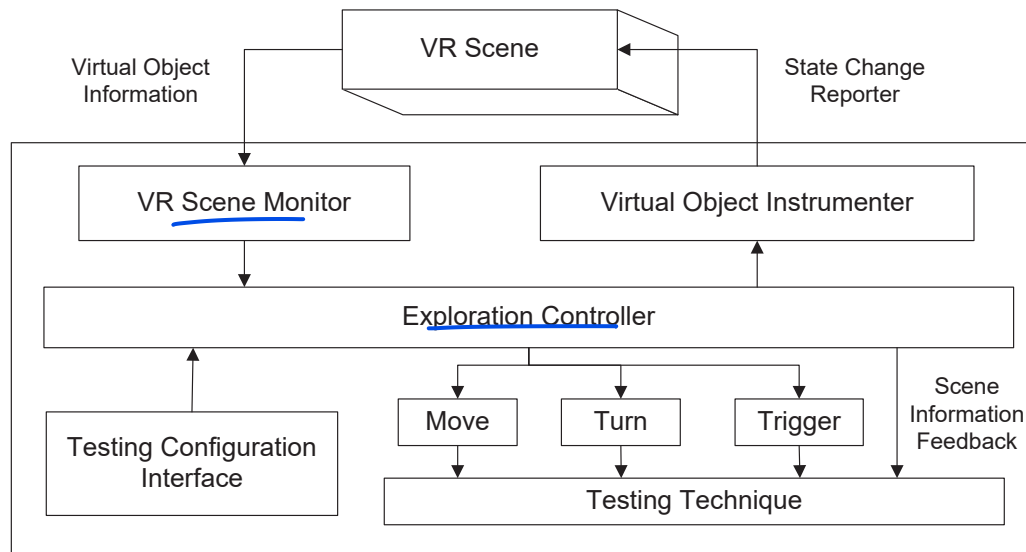 VR Scene
Virtual Object
Information
State Change
Reporter
VR Scene Monitor
Virtual Object Instrumenter
Exploration Controller
Testing Configuration
Interface
Move
Turn
Trigger
Scene
Information
Feedback
Testing Technique